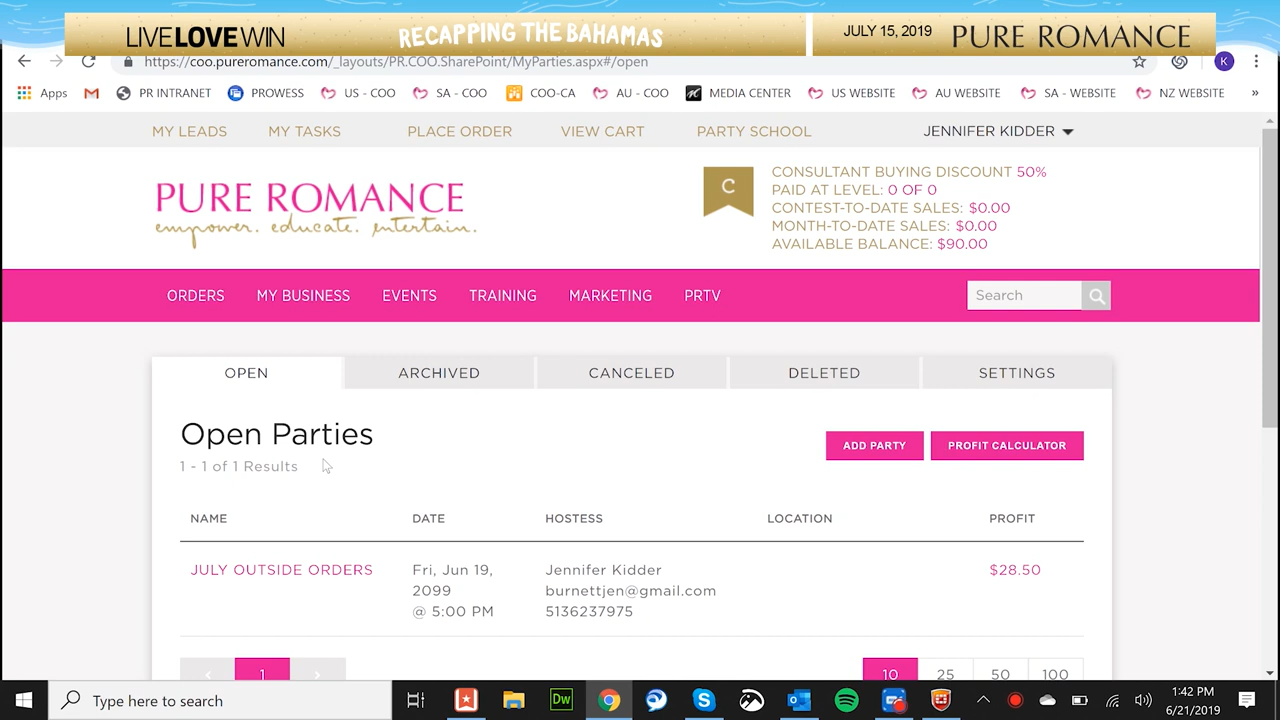 LIVELOVEWIN
RECAPPING THE BAHAMAS
JULY 15, 2019
PURE ROMANCE
https://coo.pureromance.com/_layouts/PR.COO.SharePoint/MyParties.aspx#/open
K
Apps
PR INTRANET
PROWESS
US - COO
SA - COO
COO-CA
AU - COO
MEDIA CENTER
US WEBSITE
AU WEBSITE
SA - WEBSITE
NZ WEBSITE
»
MY LEADS
MY TASKS
PLACE ORDER
VIEW CART
PARTY SCHOOL
JENNIFER KIDDER
PURE ROMANCE
empower. educate. entertain.
C
CONSULTANT BUYING DISCOUNT 50%
PAID AT LEVEL: 0 OF 0
CONTEST-TO-DATE SALES: $0.00
MONTH-TO-DATE SALES: $0.00
AVAILABLE BALANCE: $90.00
ORDERS
MY BUSINESS
EVENTS
TRAINING
MARKETING
PRTV
Search
OPEN
ARCHIVED
CANCELED
DELETED
SETTINGS
Open Parties
1 - 1 of 1 Results
ADD PARTY
PROFIT CALCULATOR
NAME
DATE
HOSTESS
LOCATION
PROFIT
JULY OUTSIDE ORDERS
Fri, Jun 19,
2099
@ 5:00 PM
Jennifer Kidder
burnettjen@gmail.com
5136237975
$28.50
1
10
25
50
100
Type here to search
Dw
1:42 PM
6/21/2019